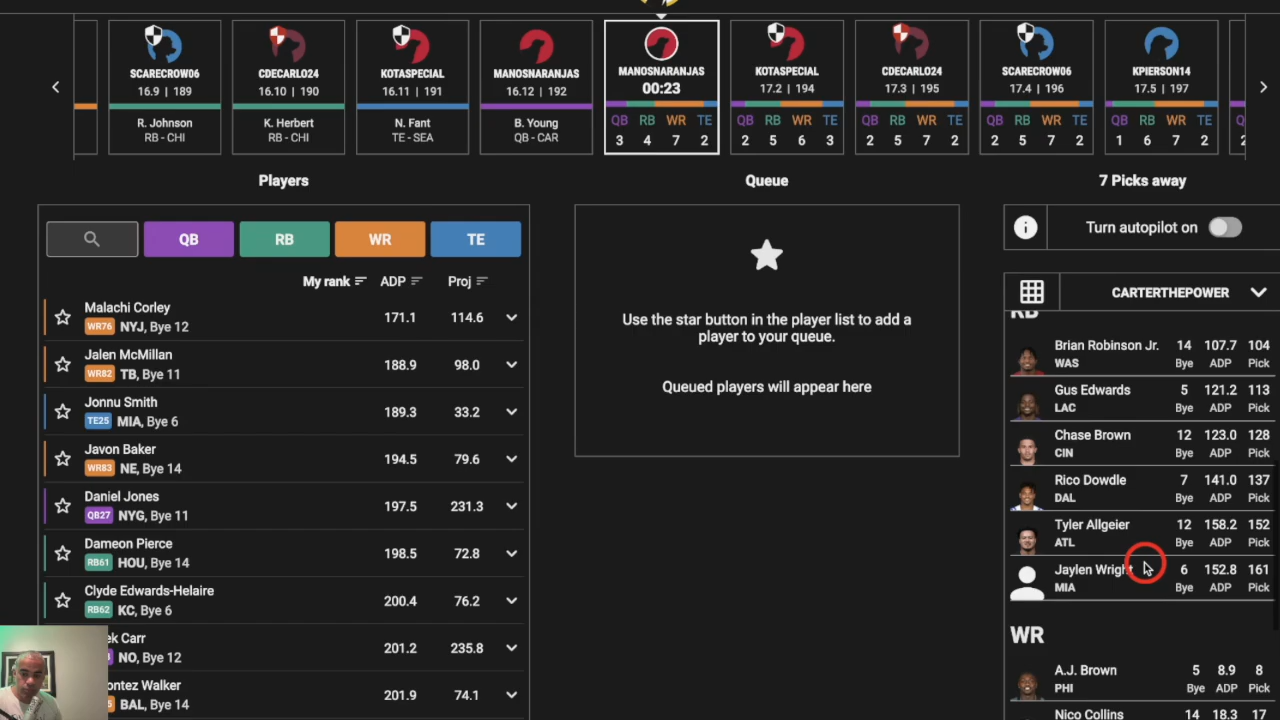 SCARECROW06
16.9 | 189
R. Johnson
RB - CHI
CDECARLO24
16.10 | 190
K. Herbert
RB - CHI
KOTASPECIAL
16.11 | 191
N. Fant
TE - SEA
MANOSNARANJAS
16.12 | 192
B. Young
QB - CAR
MANOSNARANJAS
00:23
QB RB WR TE
3 4 7 2
KOTASPECIAL
17.2 | 194
QB RB WR TE
2 5 6 3
CDECARLO24
17.3 | 195
QB RB WR TE
2 5 7 2
SCARECROW06
17.4 | 196
QB RB WR TE
2 5 7 2
KPIERSON14
17.5 | 197
QB RB WR TE
1 6 7 2
Players
QB RB WR TE
My rank ADP Proj
Malachi Corley
WR76 NYJ, Bye 12
171.1 114.6
Jalen McMillan
WR82 TB, Bye 11
188.9 98.0
Jonnu Smith
TE25 MIA, Bye 6
189.3 33.2
Javon Baker
WR83 NE, Bye 14
194.5 79.6
Daniel Jones
QB27 NYG, Bye 11
197.5 231.3
Dameon Pierce
RB61 HOU, Bye 14
198.5 72.8
Clyde Edwards-Helaire
RB62 KC, Bye 6
200.4 76.2
Carr
NO, Bye 12
201.2 235.8
Walker
BAL, Bye 14
201.9 74.1
Queue
Use the star button in the player list to add a
player to your queue.
Queued players will appear here
7 Picks away
Turn autopilot on
CARTERTHEPOWER
RB
Brian Robinson Jr. 14 107.7 104
WAS Bye ADP Pick
Gus Edwards 5 121.2 113
LAC Bye ADP Pick
Chase Brown 12 123.0 128
CIN Bye ADP Pick
Rico Dowdle 7 141.0 137
DAL Bye ADP Pick
Tyler Allgeier 12 158.2 152
ATL Bye ADP Pick
Jaylen Wright 6 152.8 161
MIA Bye ADP Pick
WR
A.J. Brown 5 8.9 8
PHI Bye ADP Pick
Nico Collins 14 18.3 17